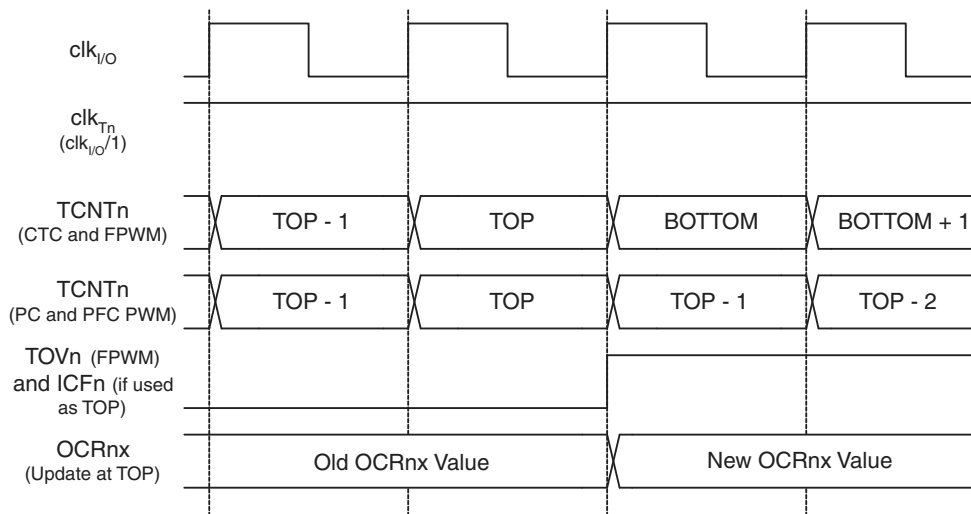 clkI/O
clkTn
(clkI/O/1)
TCNTn
(CTC and FPWM)
TOP - 1
TOP
BOTTOM
BOTTOM + 1
TCNTn
(PC and PFC PWM)
TOP - 1
TOP
TOP - 1
TOP - 2
TOVn (FPWM)
and ICFn (if used
as TOP)
OCRnx
(Update at TOP)
Old OCRnx Value
New OCRnx Value